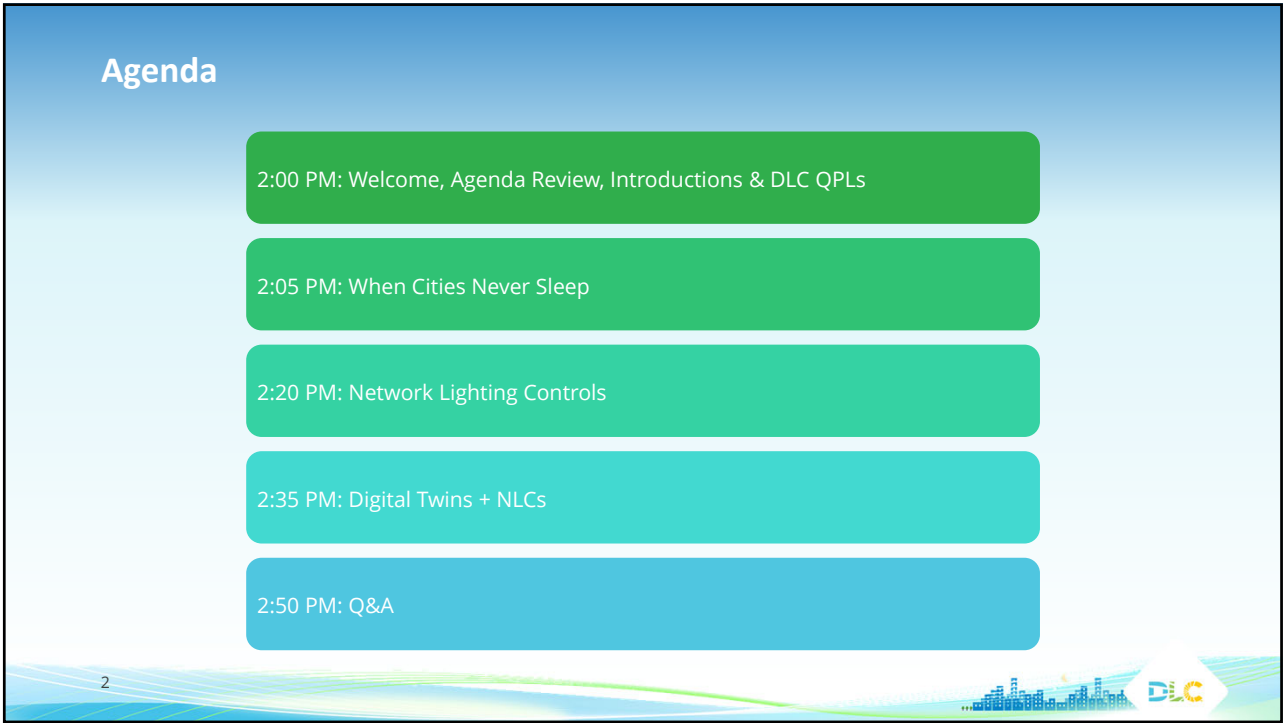 Agenda
2:00 PM: Welcome, Agenda Review, Introductions & DLC QPLs
2:05 PM: When Cities Never Sleep
2:20 PM: Network Lighting Controls
2:35 PM: Digital Twins + NLCs
2:50 PM: Q&A
2
DLC